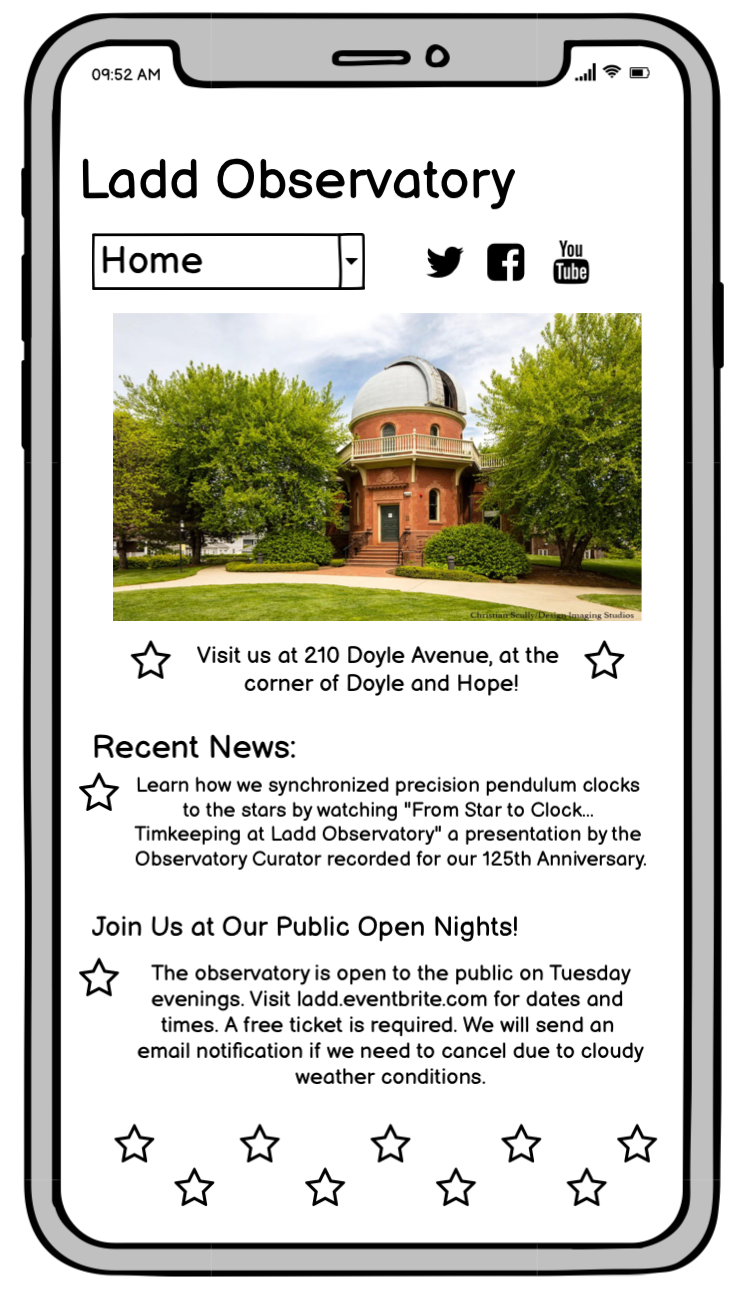 09:52 AM
Ladd Observatory
Home
You
Tube
Christian Scully/Design Imaging Studios
Visit us at 210 Doyle Avenue, at the
corner of Doyle and Hope!
Recent News:
Learn how we synchronized precision pendulum clocks
to the stars by watching "From Star to Clock...
Timkeeping at Ladd Observatory" a presentation by the
Observatory Curator recorded for our 125th Anniversary.
Join Us at Our Public Open Nights!
The observatory is open to the public on Tuesday
evenings. Visit ladd.eventbrite.com for dates and
times. A free ticket is required. We will send an
email notification if we need to cancel due to cloudy
weather conditions.